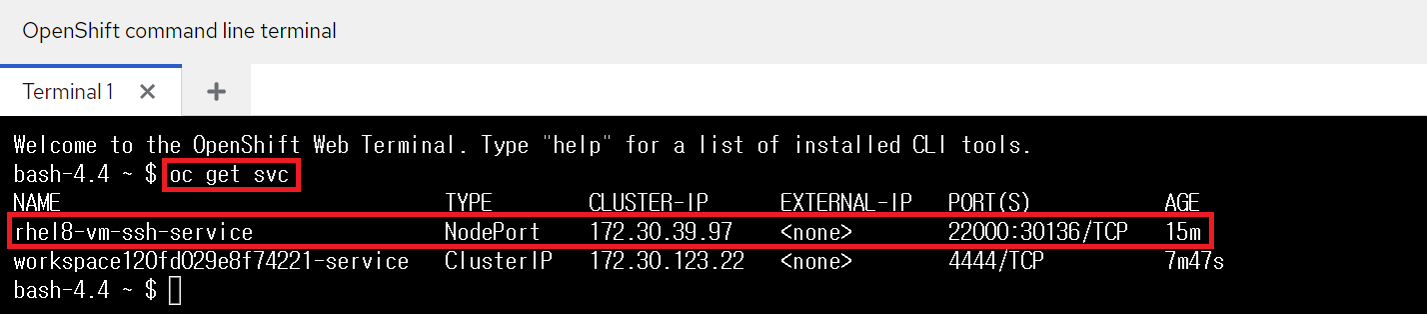 OpenShift command line terminal
Terminal 1 × +
Welcome to the OpenShift Web Terminal. Type "help" for a list of installed CLI tools.
bash-4.4 ~ $ oc get svc
NAME TYPE CLUSTER-IP EXTERNAL-IP PORT(S) AGE
rhel8-vm-ssh-service NodePort 172.30.39.97 <none> 22000:30136/TCP 15m
workspace120fd029e8f74221-service ClusterIP 172.30.123.22 <none> 4444/TCP 7m47s
bash-4.4 ~ $